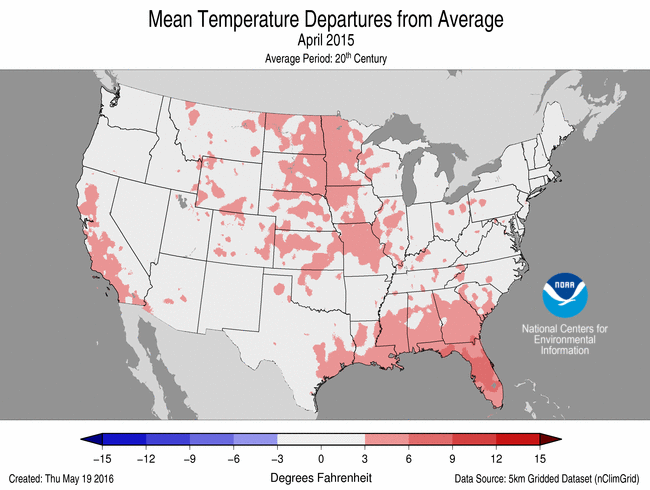 Mean Temperature Departures from Average
April 2015
Average Period: 20th Century
NOAA
National Centers for
Environmental
Information
-15 -12 -9 -6 -3 0 3 6 9 12 15
Created: Thu May 19 2016 Degrees Fahrenheit Data Source: 5km Gridded Dataset (nClimGrid)